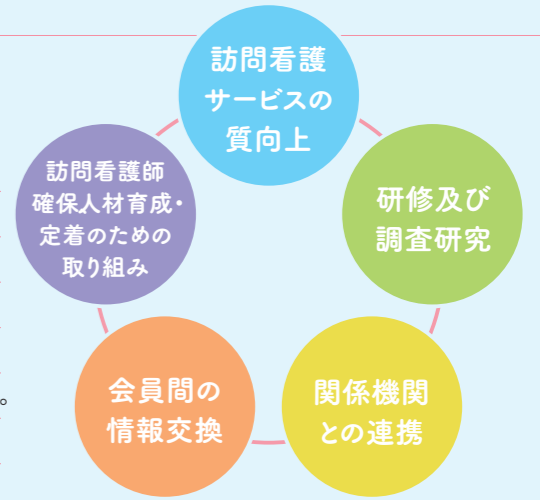 訪問看護
サービスの
質向上
研修及び
調査研究
関係機関
との連携
会員間の
情報交換
訪問看護師
確保人材育成・
定着のための
取り組み
。